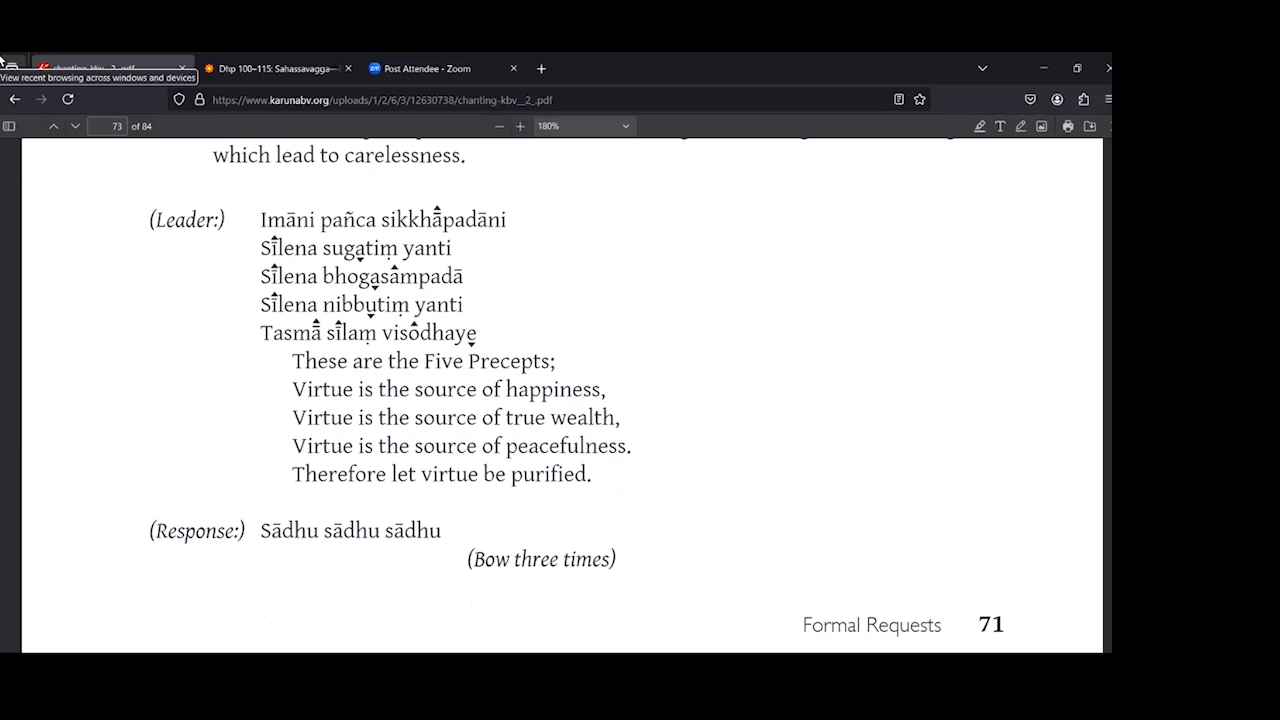 chanting-kbv__2_.pdf
Dhp 100–115: Sahassavagga—
Post Attendee - Zoom
View recent browsing across windows and devices
https://www.karunabv.org/uploads/1/2/6/3/12630738/chanting-kbv__2_.pdf
73 of 84
180%
which lead to carelessness.
(Leader:) Imāni pañca sikkhāpadāni
Sīlena sugatiṃ yanti
Sīlena bhogasampadā
Sīlena nibbutiṃ yanti
Tasmā sīlaṃ visodhaye
These are the Five Precepts;
Virtue is the source of happiness,
Virtue is the source of true wealth,
Virtue is the source of peacefulness.
Therefore let virtue be purified.
(Response:) Sādhu sādhu sādhu
(Bow three times)
Formal Requests 71